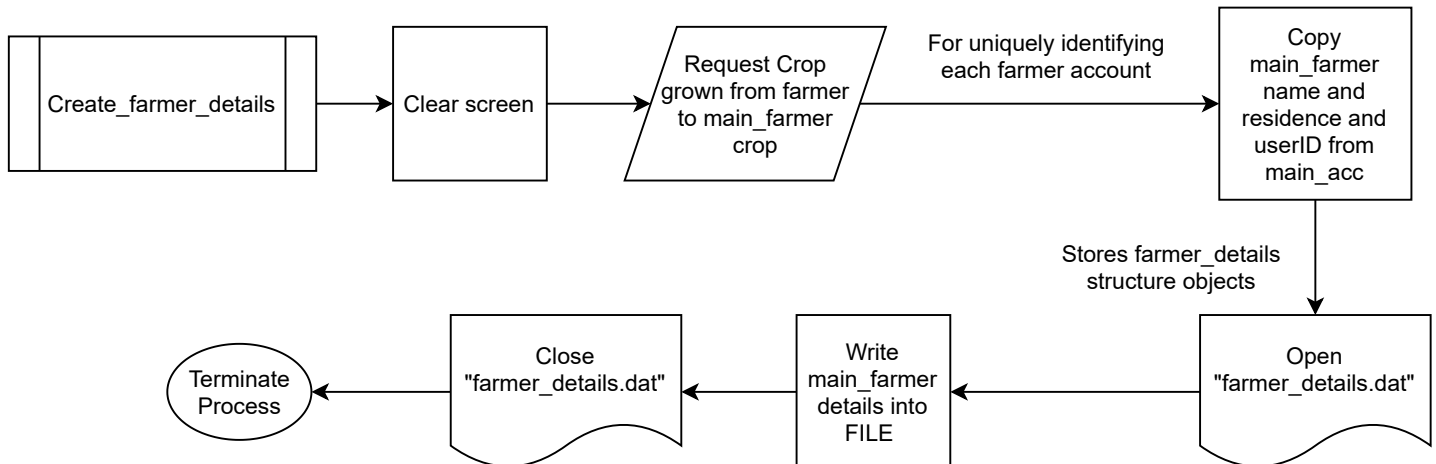 Create_farmer_details
Clear screen
Request Crop
grown from farmer
to main_farmer
crop
For uniquely identifying
each farmer account
Copy
main_farmer
name and
residence and
userID from
main_acc
Stores farmer_details
structure objects
Open
"farmer_details.dat"
Write
main_farmer
details into
FILE
Close
"farmer_details.dat"
Terminate
Process